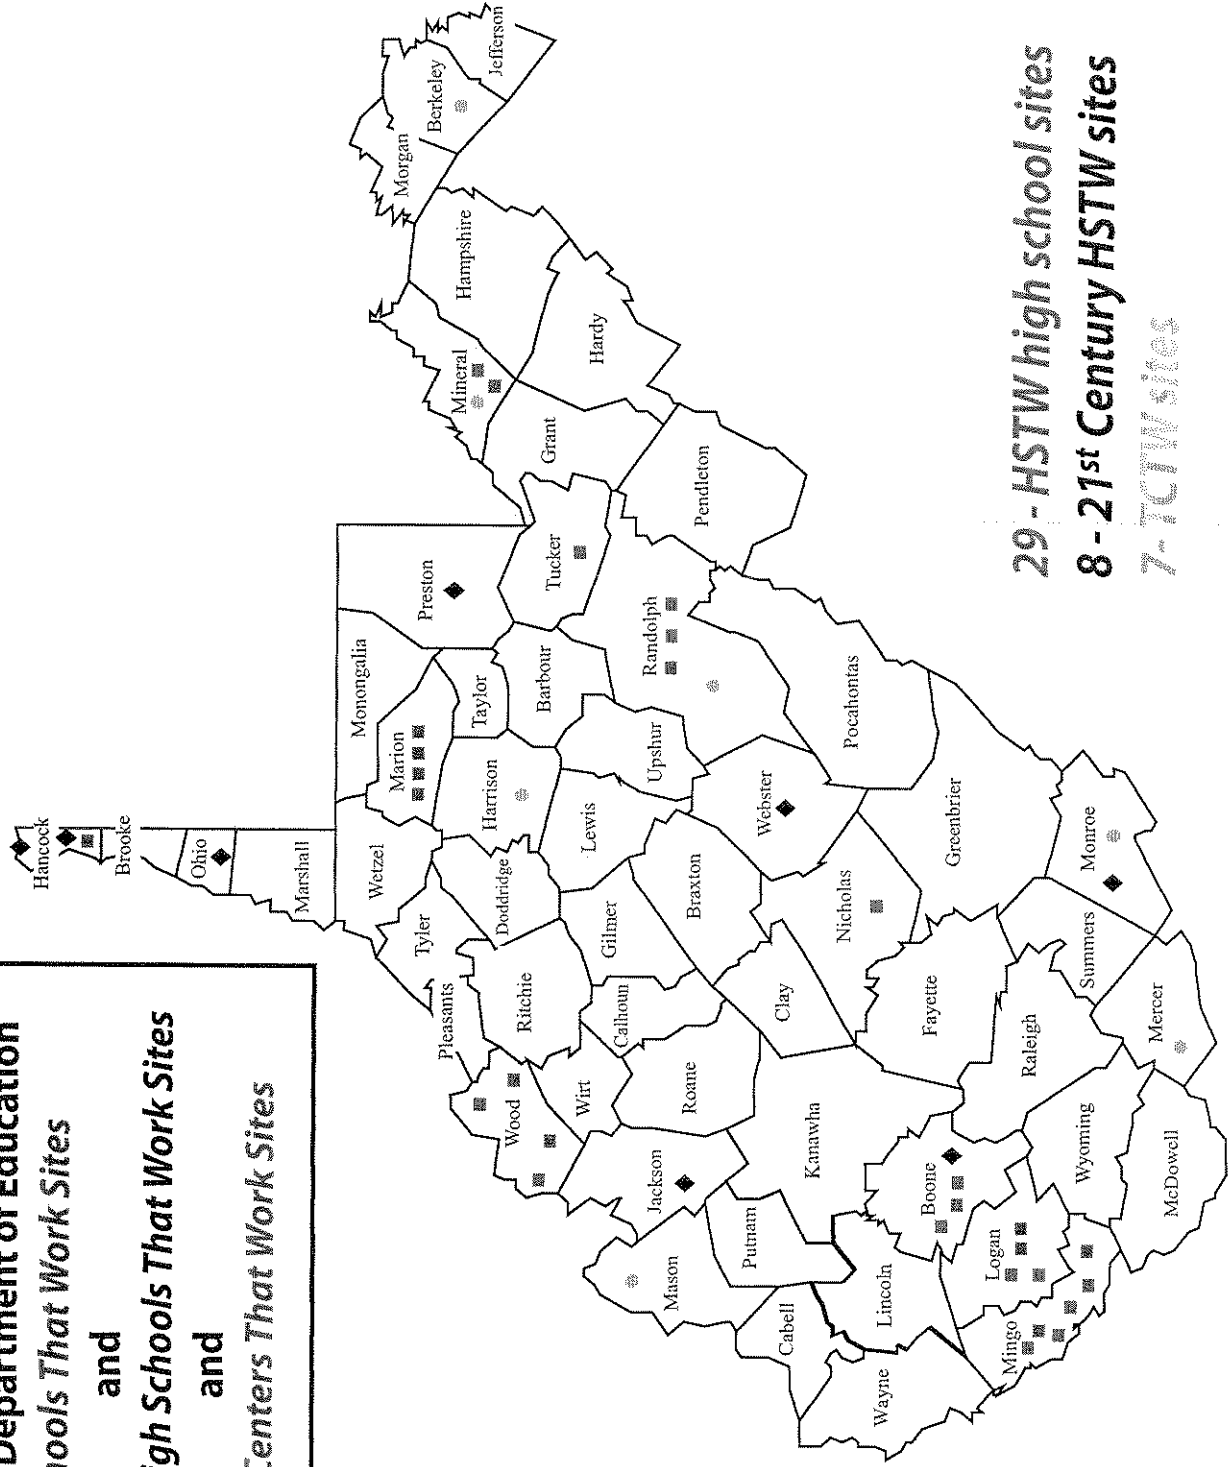 Department of Education
ools That Work Sites
and
gh Schools That Work Sites
and
Centers That Work Sites
Hancock
Brooke
Ohio
Marshall
Wetzel
Tyler
Pleasants
Doddridge
Ritchie
Wood
Wirt
Calhoun
Gilmer
Lewis
Harrison
Marion
Monongalia
Taylor
Preston
Barbour
Tucker
Upshur
Randolph
Grant
Mineral
Hampshire
Hardy
Pendleton
Morgan
Berkeley
Jefferson
Pocahontas
Webster
Braxton
Clay
Nicholas
Greenbrier
Monroe
Summers
Mercer
Fayette
Raleigh
Wyoming
McDowell
Roane
Jackson
Kanawha
Mason
Putnam
Cabell
Lincoln
Wayne
Boone
Logan
Mingo
29 - HSTW high school sites
8 - 21st Century HSTW sites
7 - TCTW sites